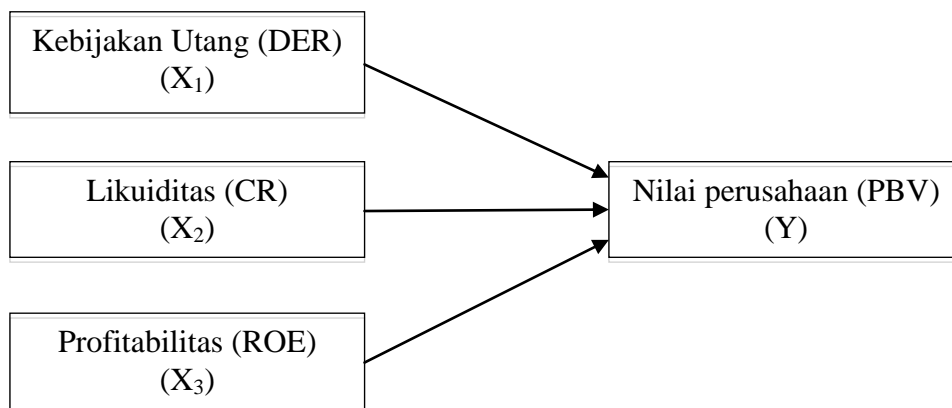 Kebijakan Utang (DER)
(X₁)
Likuiditas (CR)
(X₂)
Profitabilitas (ROE)
(X₃)
Nilai perusahaan (PBV)
(Y)